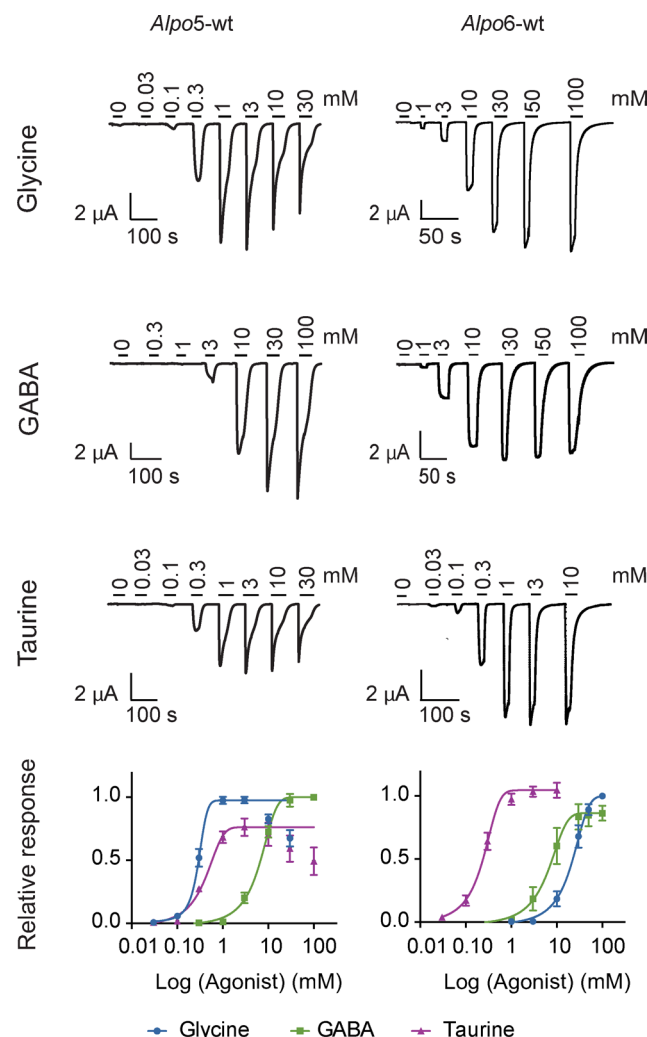 Alpo5-wt Alpo6-wt
Glycine
0 0.03 0.1 0.3 1 3 10 30 mM
0 1 3 10 30 50 100 mM
2 µA
100 s
2 µA
50 s
GABA
0 0.3 1 3 10 30 100 mM
0 1 3 10 30 50 100 mM
2 µA
100 s
2 µA
50 s
Taurine
0 0.03 0.1 0.3 1 3 10 30 mM
0 0.03 0.1 0.3 1 3 10 mM
2 µA
100 s
2 µA
100 s
Relative response
1.0
0.5
0.0
0.01 0.10 1 10 100
Log (Agonist) (mM)
1.0
0.5
0.0
0.01 0.10 1 10 100
Log (Agonist) (mM)
Glycine GABA Taurine